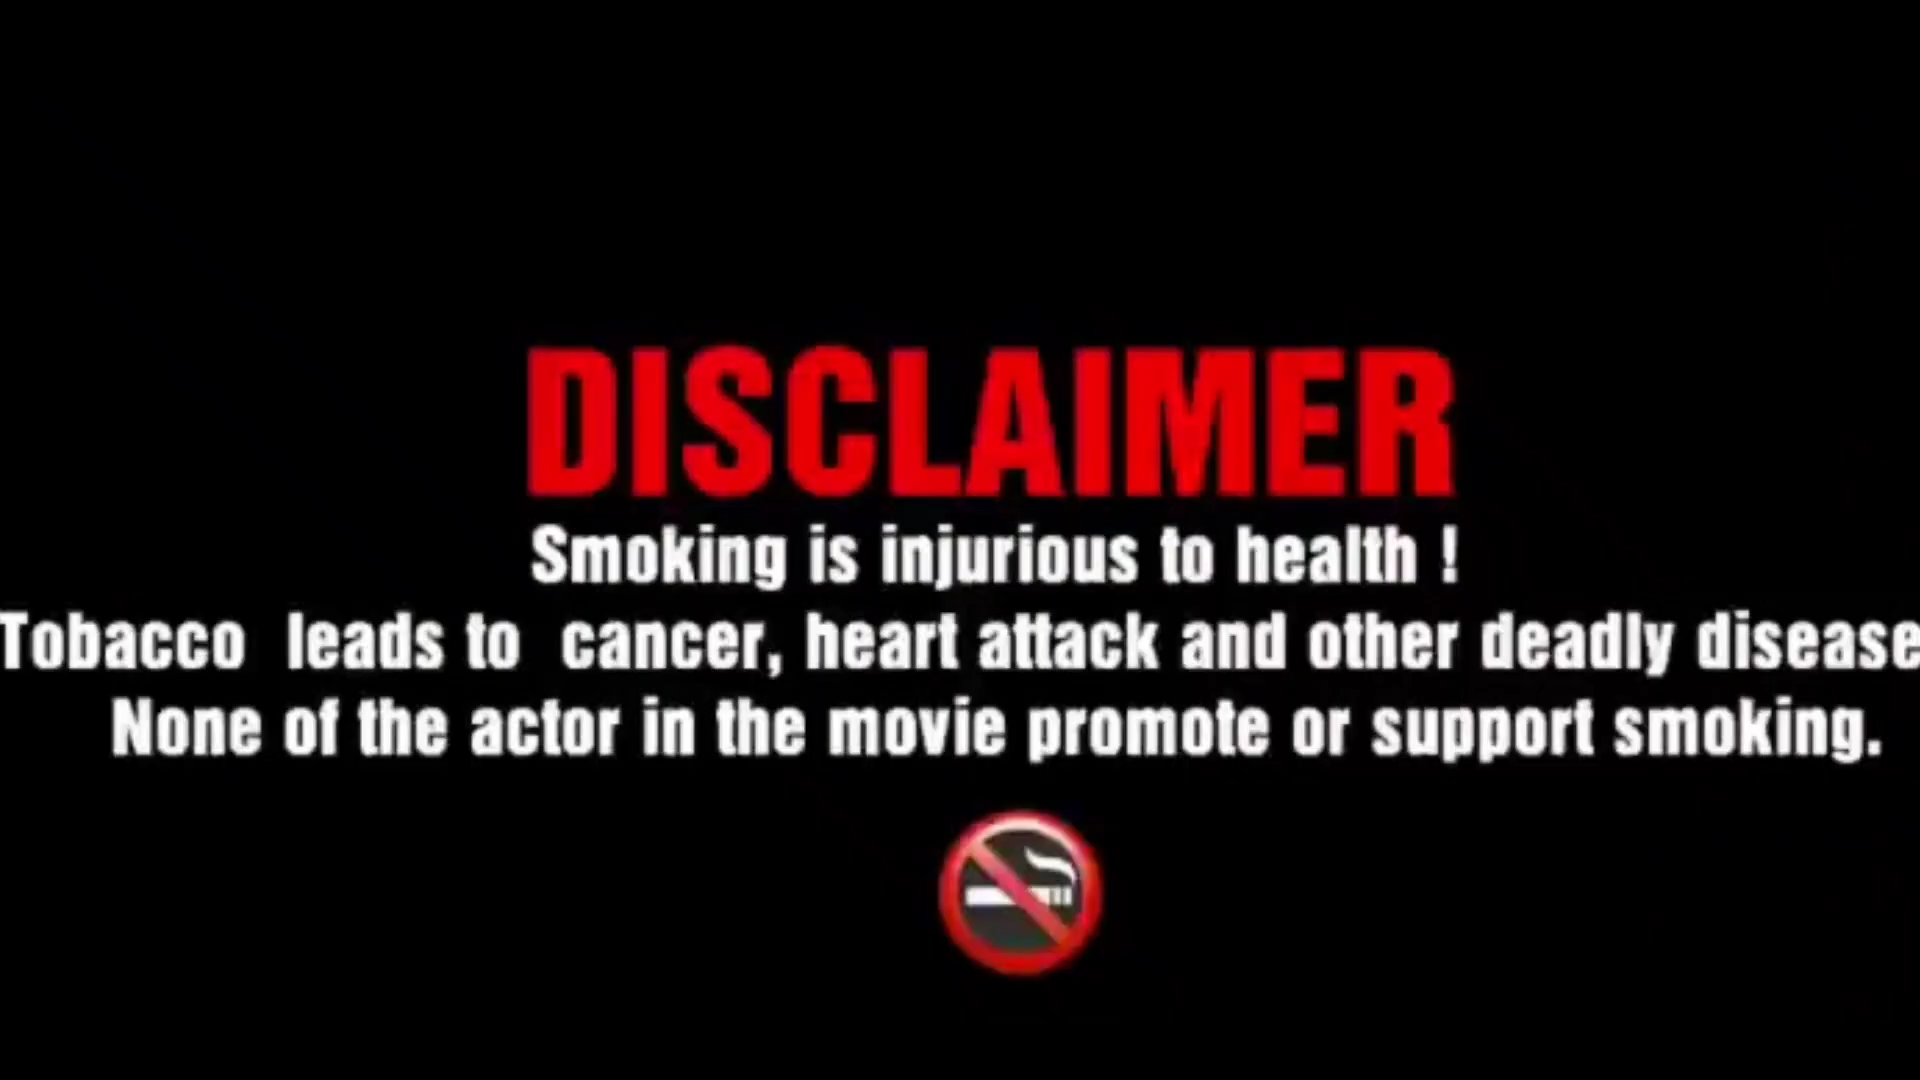 DISCLAIMER
Smoking is injurious to health !
Tobacco leads to cancer, heart attack and other deadly disease
None of the actor in the movie promote or support smoking.